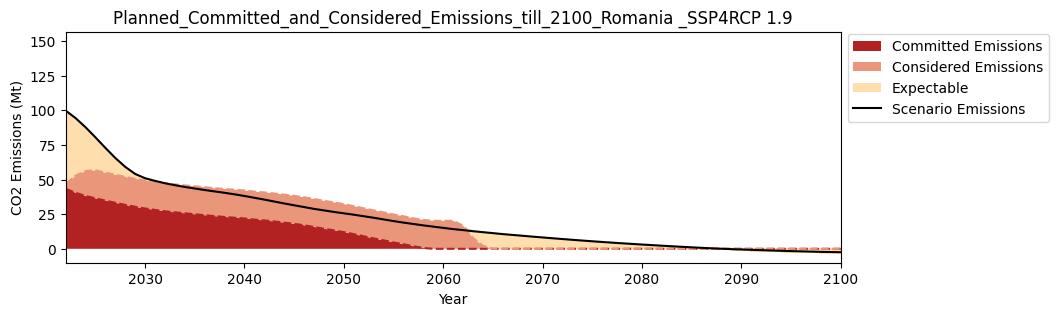 Planned_Committed_and_Considered_Emissions_till_2100_Romania _SSP4RCP 1.9
150
125
100
75
50
25
0
CO2 Emissions (Mt)
2030 2040 2050 2060 2070 2080 2090 2100
Year
Committed Emissions
Considered Emissions
Expectable
Scenario Emissions